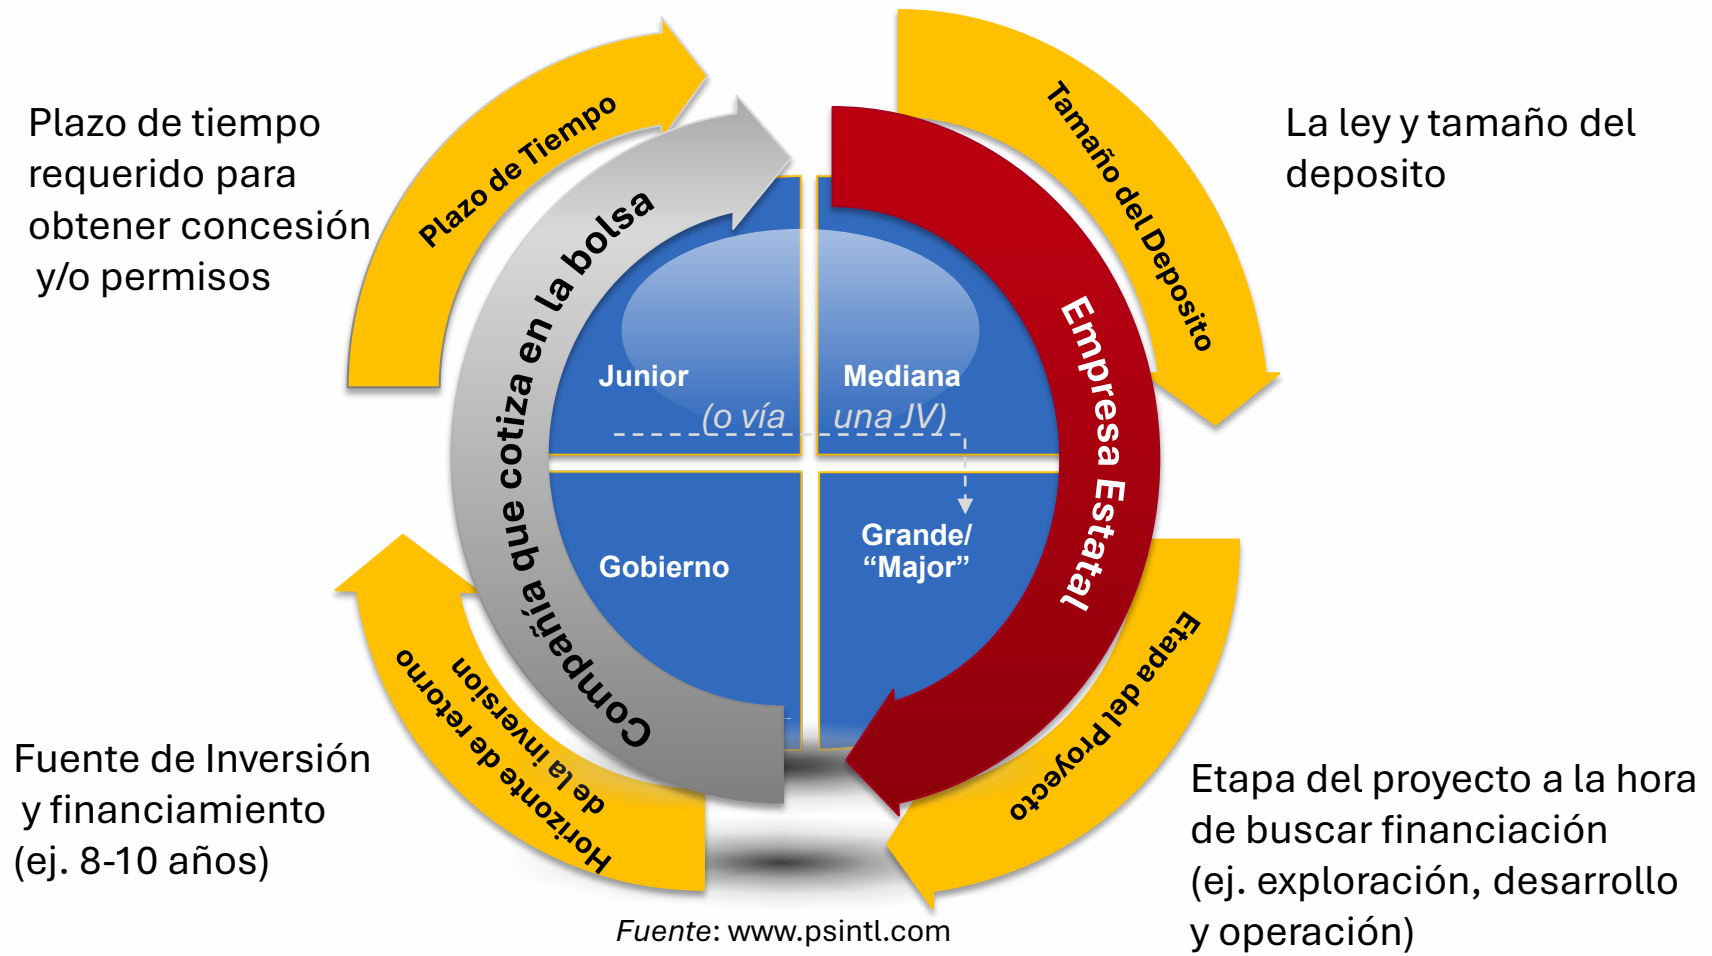 Plazo de tiempo
requerido para
obtener concesión
y/o permisos
Plazo de Tiempo
Tamaño del Deposito
La ley y tamaño del
deposito
Compañía que cotiza en la bolsa
Empresa Estatal
Junior
Mediana
(o vía una JV)
Gobierno
Grande/
“Major”
Horizonte de retorno
de la inversion
Etapa del Proyecto
Fuente de Inversión
y financiamiento
(ej. 8-10 años)
Etapa del proyecto a la hora
de buscar financiación
(ej. exploración, desarrollo
y operación)
Fuente: www.psintl.com